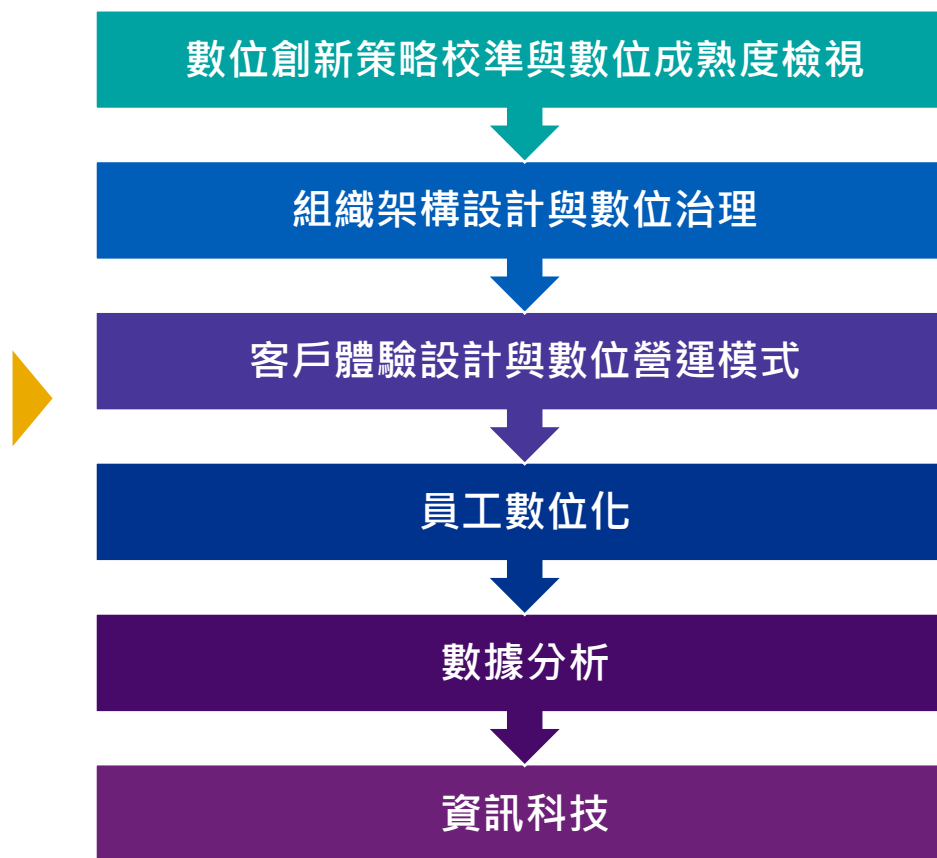 數位創新策略校準與數位成熟度檢視
組織架構設計與數位治理
客戶體驗設計與數位營運模式
員工數位化
數據分析
資訊科技